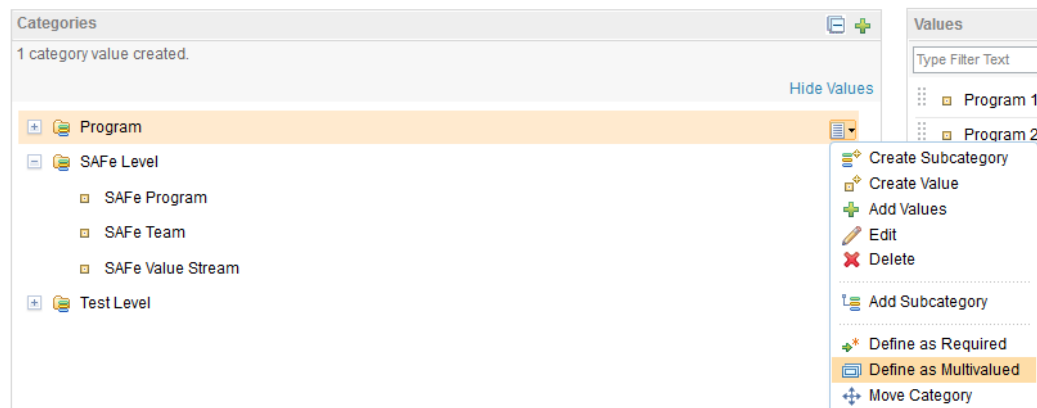 Categories
1 category value created.
Hide Values
Program
SAFe Level
SAFe Program
SAFe Team
SAFe Value Stream
Test Level
Values
Type Filter Text
Program 1
Program 2
Create Subcategory
Create Value
Add Values
Edit
Delete
Add Subcategory
Define as Required
Define as Multivalued
Move Category